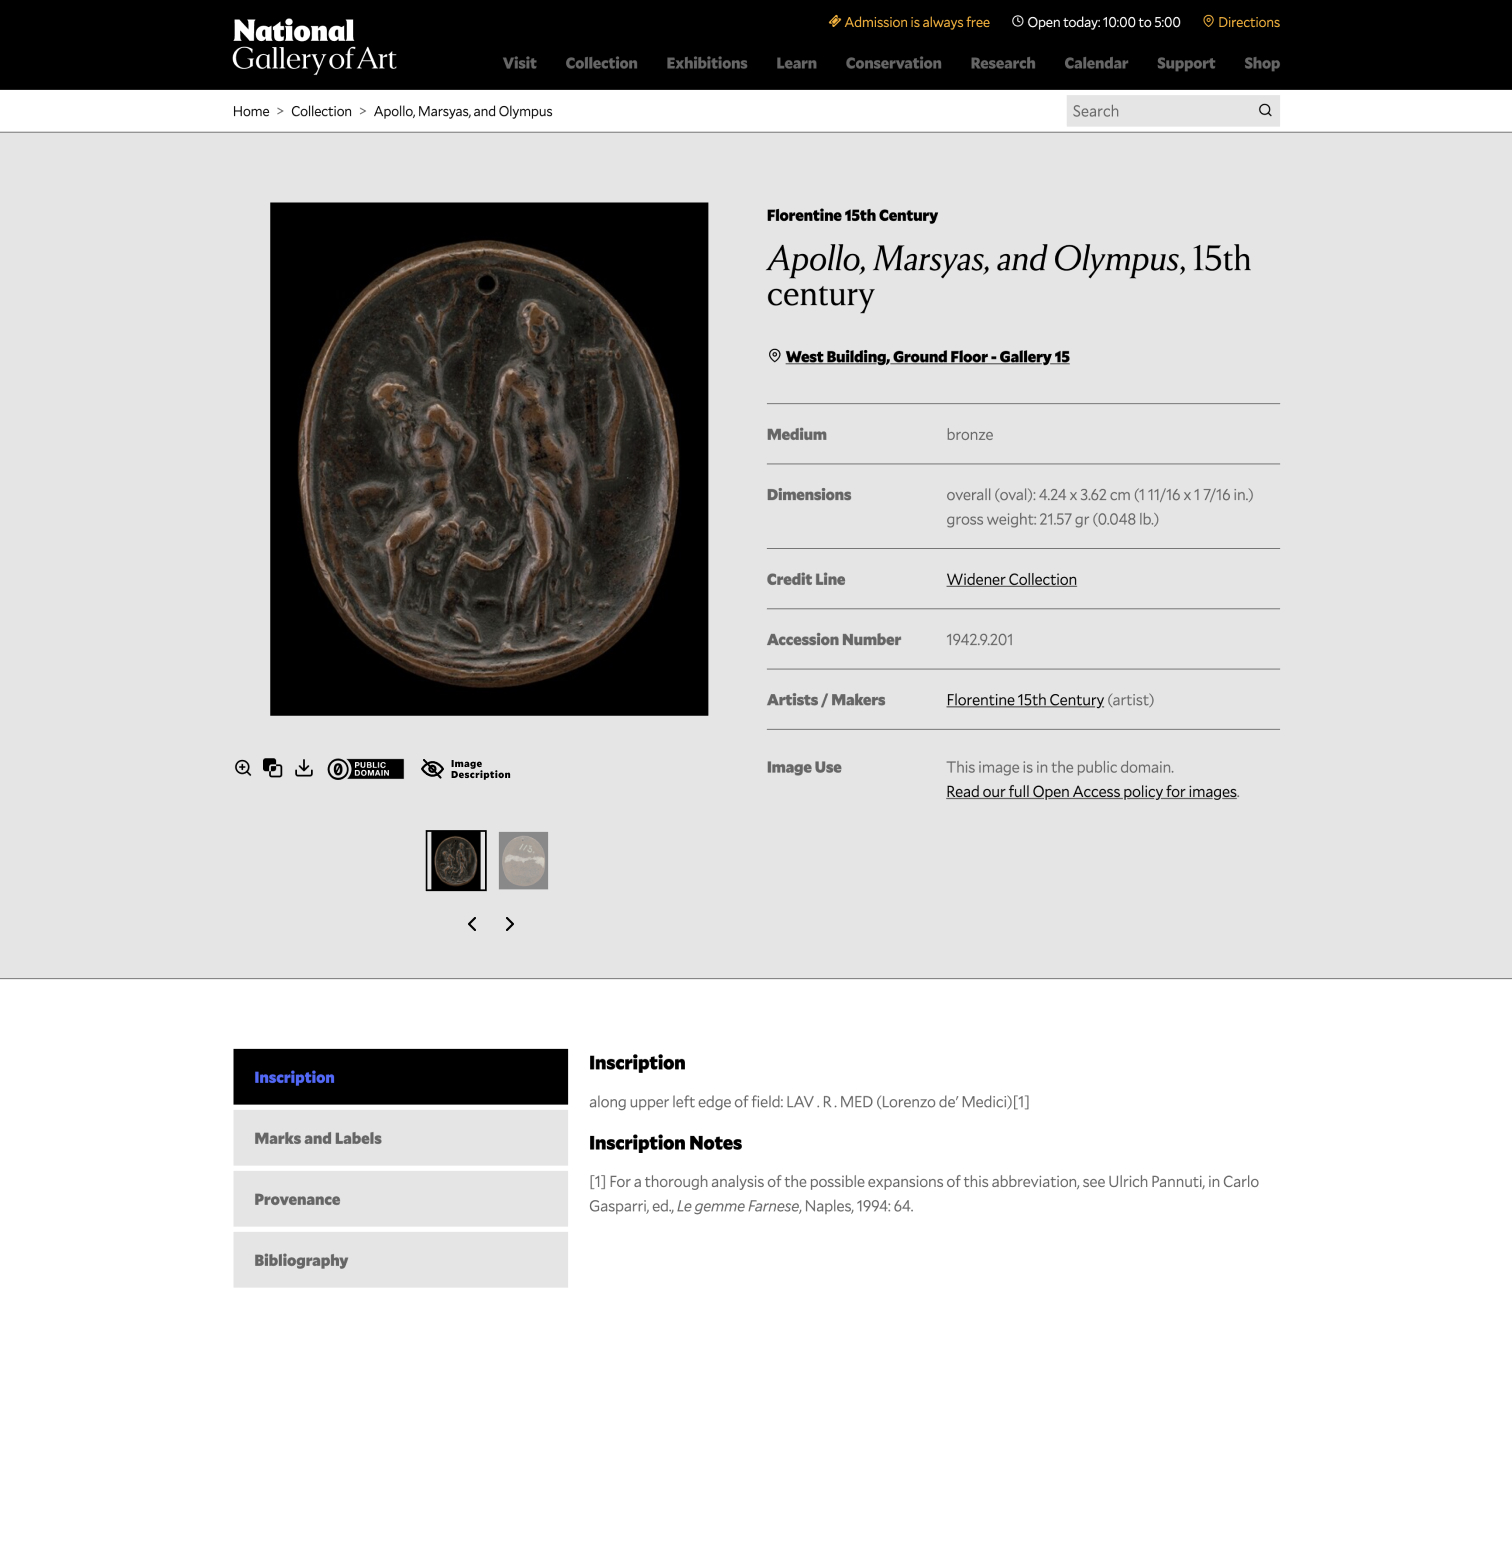 National
Gallery of Art
Admission is always free
Open today: 10:00 to 5:00
Directions
Visit
Collection
Exhibitions
Learn
Conservation
Research
Calendar
Support
Shop
Home > Collection > Apollo, Marsyas, and Olympus
Search
Florentine 15th Century
Apollo, Marsyas, and Olympus, 15th
century
West Building, Ground Floor - Gallery 15
Medium
bronze
Dimensions
overall (oval): 4.24 x 3.62 cm (1 11/16 x 1 7/16 in.)
gross weight: 21.57 gr (0.048 lb.)
Credit Line
Widener Collection
Accession Number
1942.9.201
Artists / Makers
Florentine 15th Century (artist)
Image Use
This image is in the public domain.
Read our full Open Access policy for images.
0 PUBLIC
DOMAIN
Image
Description
113.
Inscription
Marks and Labels
Provenance
Bibliography
Inscription
along upper left edge of field: LAV . R . MED (Lorenzo de' Medici)[1]
Inscription Notes
[1] For a thorough analysis of the possible expansions of this abbreviation, see Ulrich Pannuti, in Carlo
Gasparri, ed., Le gemme Farnese, Naples, 1994: 64.